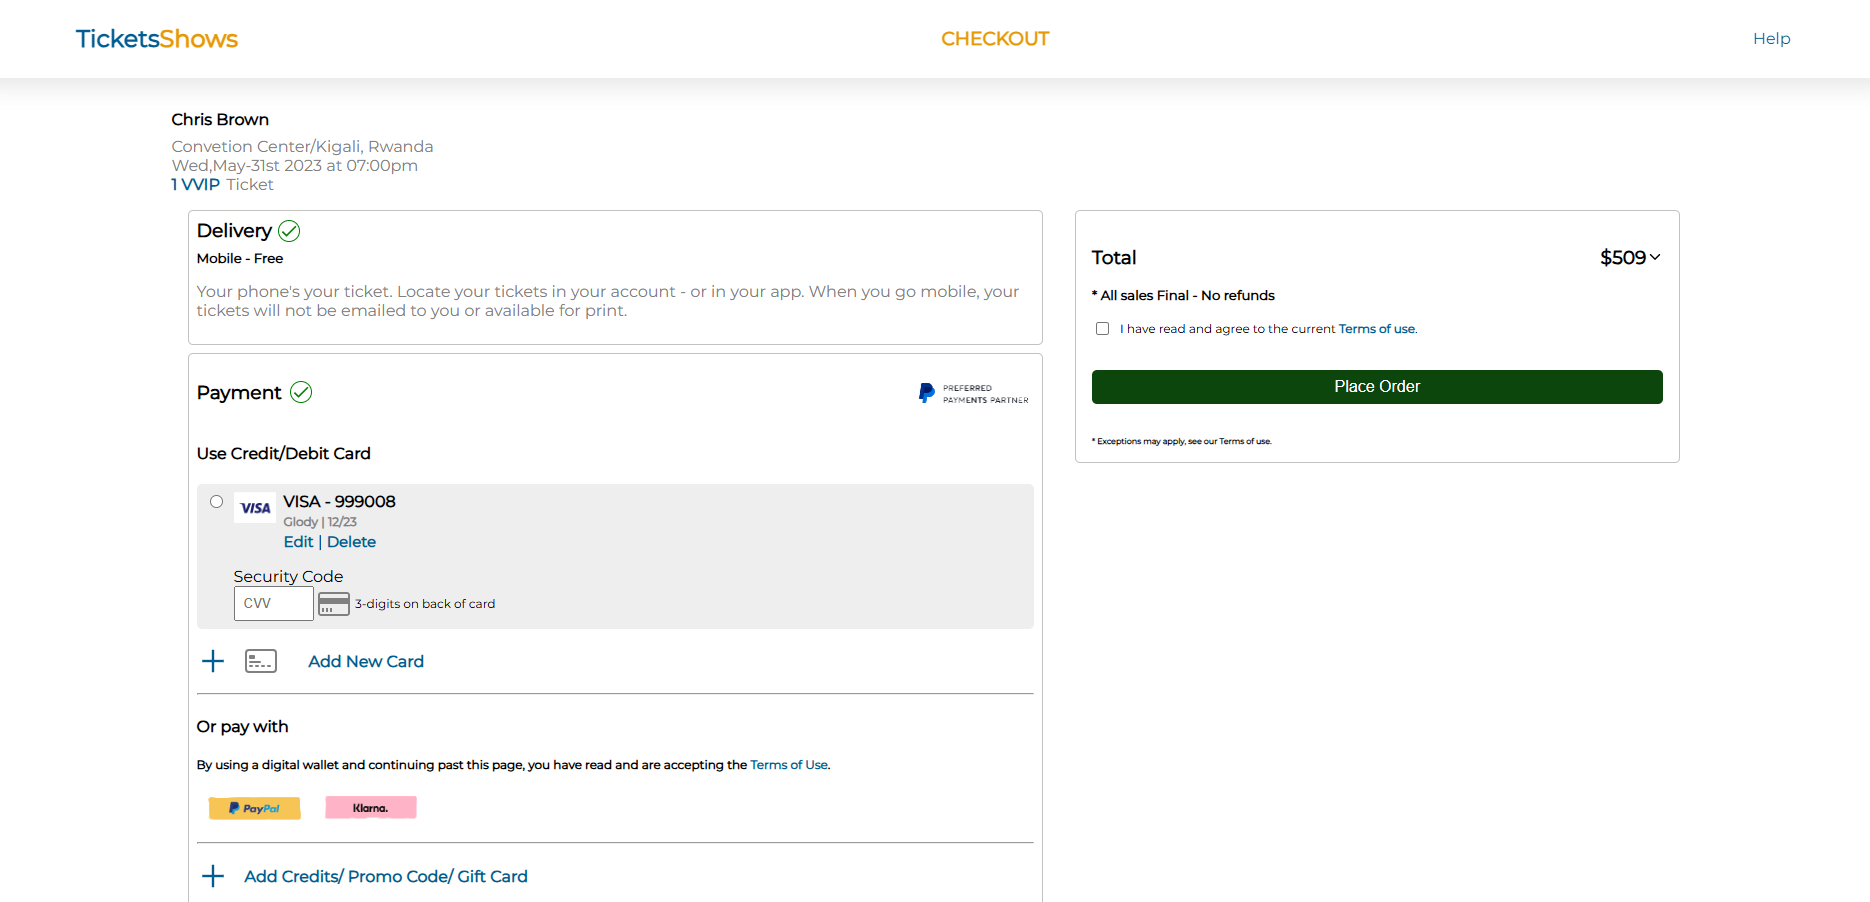 TicketsShows
CHECKOUT
Help
Chris Brown
Convetion Center/Kigali, Rwanda
Wed,May-31st 2023 at 07:00pm
1 VVIP Ticket
Delivery
Mobile - Free
Your phone's your ticket. Locate your tickets in your account - or in your app. When you go mobile, your
tickets will not be emailed to you or available for print.
Payment
PREFERRED
PAYMENTS PARTNER
Use Credit/Debit Card
VISA
VISA - 999008
Glody | 12/23
Edit | Delete
Security Code
CVV
3-digits on back of card
Add New Card
Or pay with
By using a digital wallet and continuing past this page, you have read and are accepting the Terms of Use.
PayPal
Klarna.
Add Credits/ Promo Code/ Gift Card
Total
$509
* All sales Final - No refunds
I have read and agree to the current Terms of use.
Place Order
* Exceptions may apply, see our Terms of use.